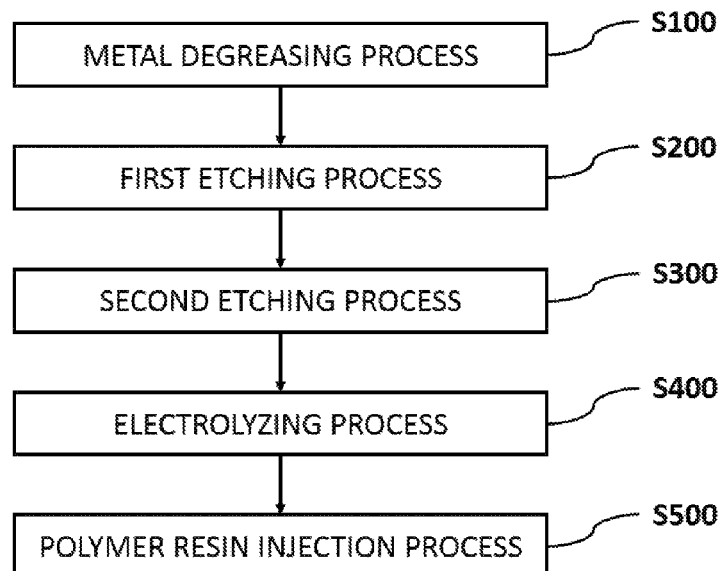 S100
METAL DEGREASING PROCESS
S200
FIRST ETCHING PROCESS
S300
SECOND ETCHING PROCESS
S400
ELECTROLYZING PROCESS
S500
POLYMER RESIN INJECTION PROCESS